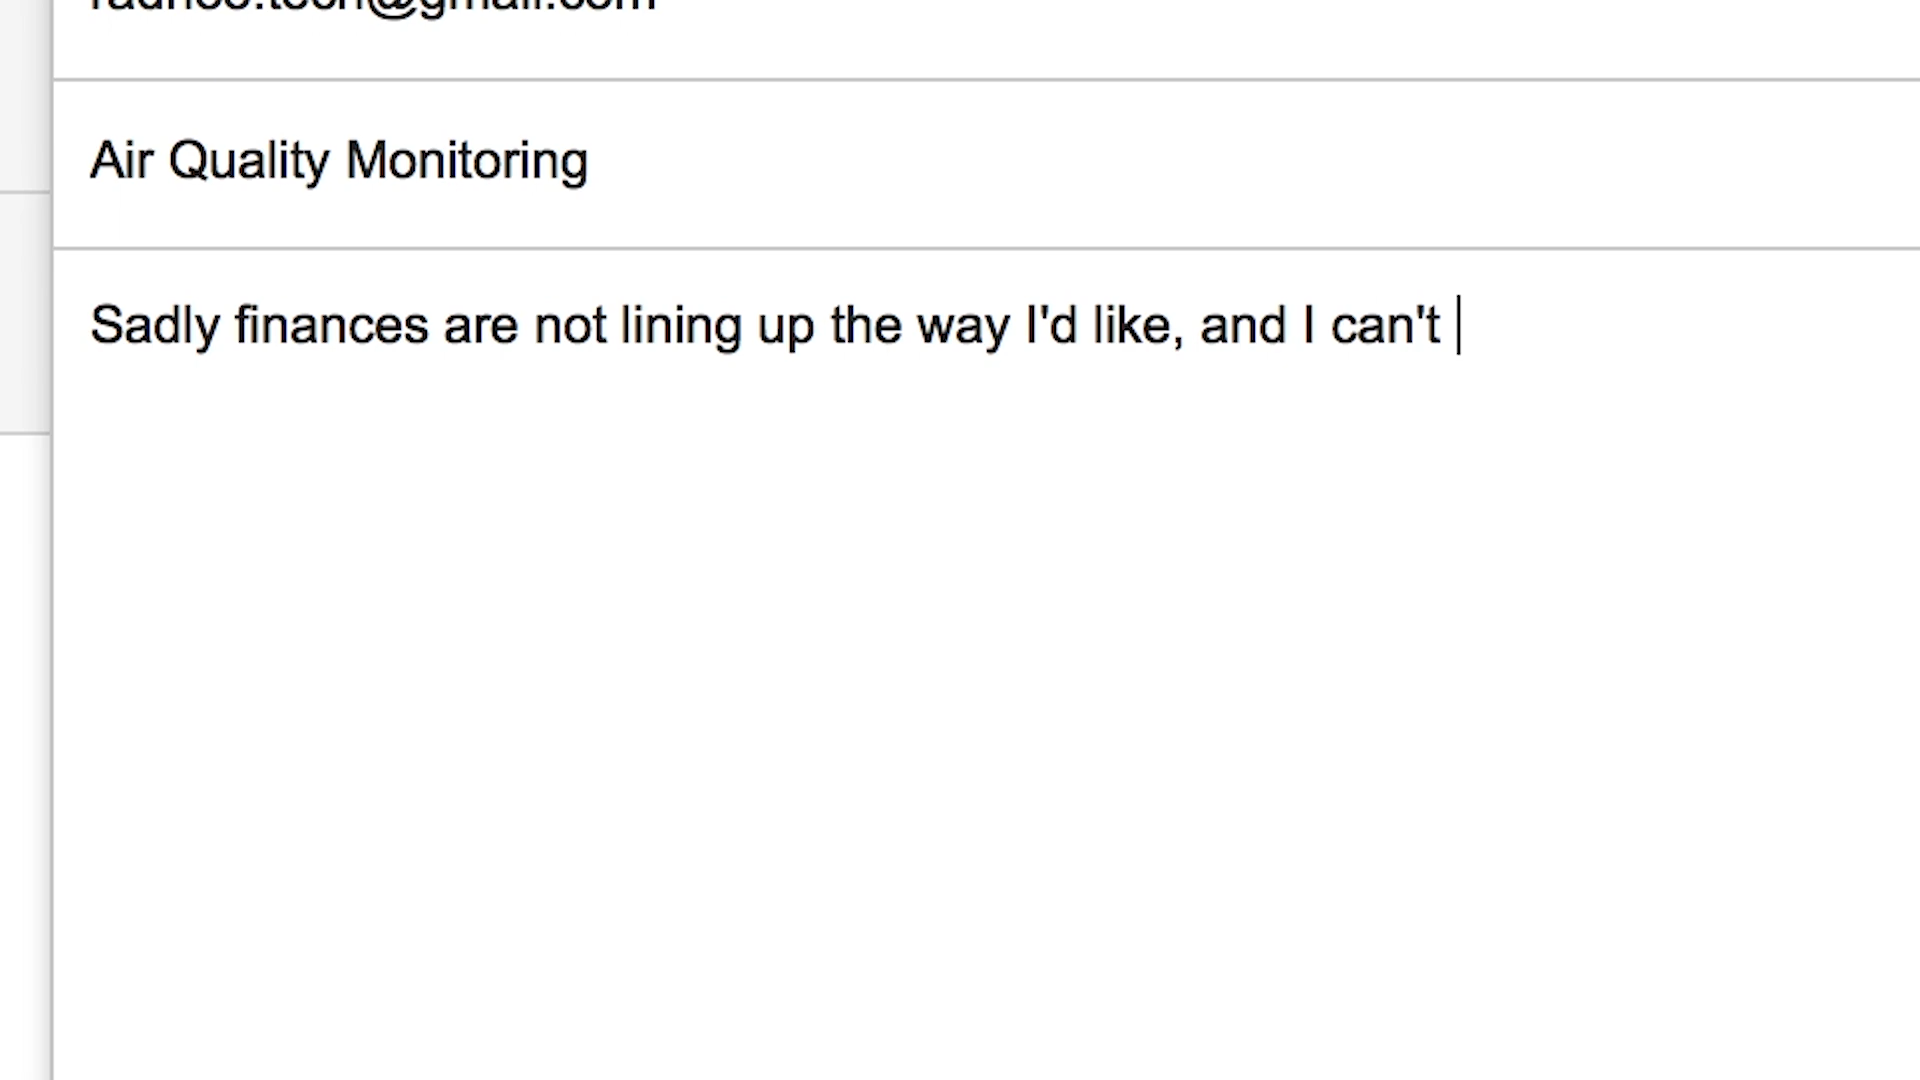 Air Quality Monitoring
Sadly finances are not lining up the way I'd like, and I can't